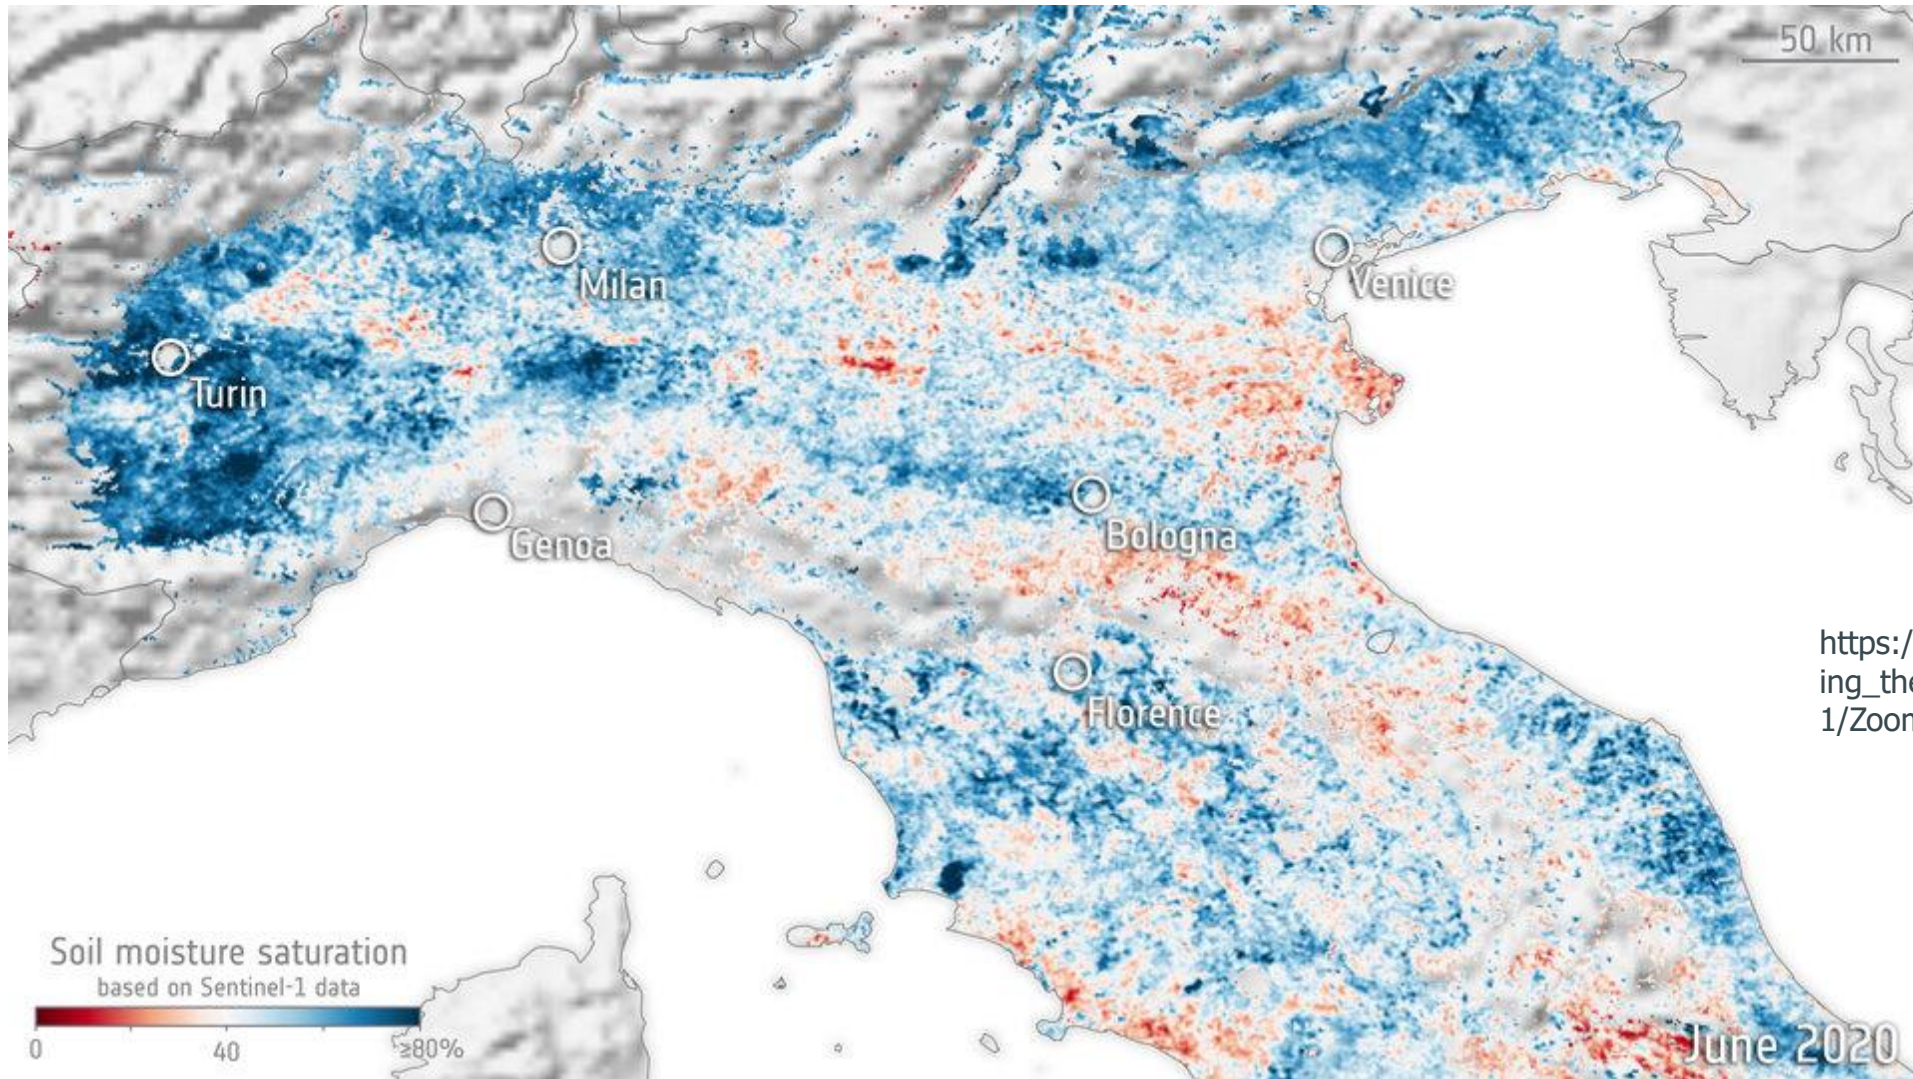 50 km
Milan
Venice
Turin
Genoa
Bologna
Florence
https:/
ing_the
1/Zoom
Soil moisture saturation
based on Sentinel-1 data
0 40 ≥80%
June 2020